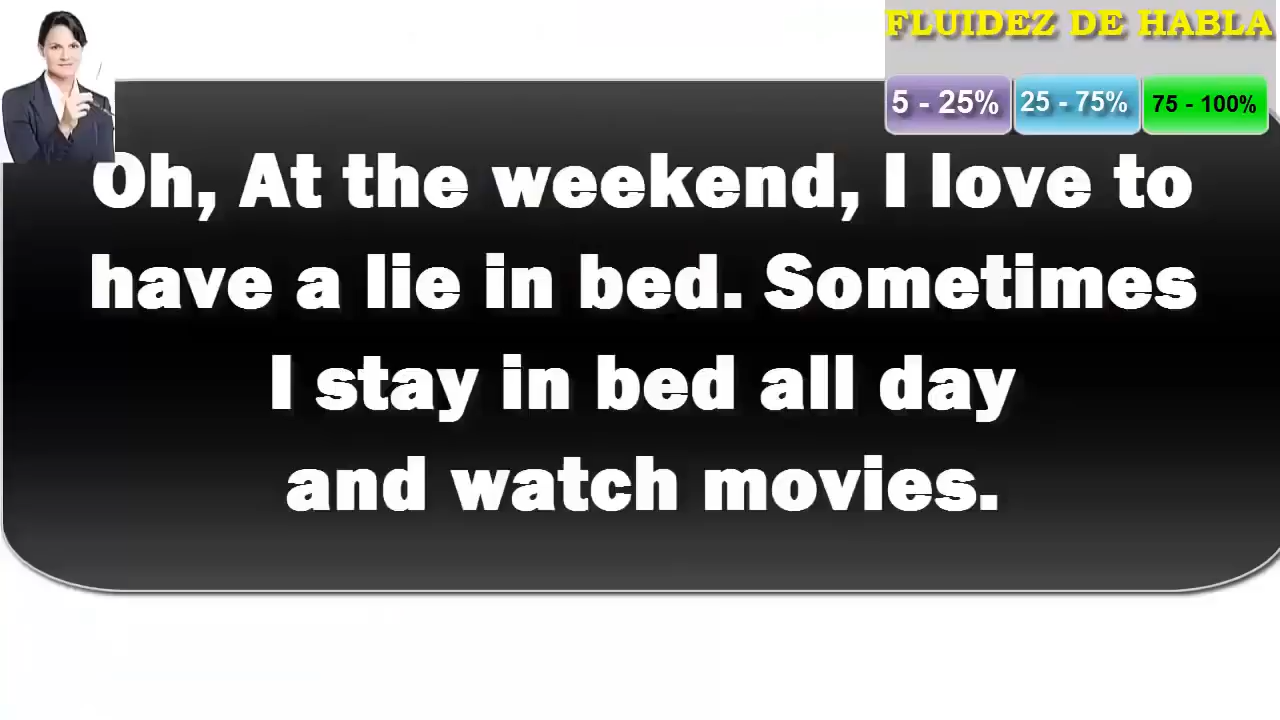 FLUIDEZ DE HABLA
5 - 25%
25 - 75%
75 - 100%
Oh, At the weekend, I love to
have a lie in bed. Sometimes
I stay in bed all day
and watch movies.